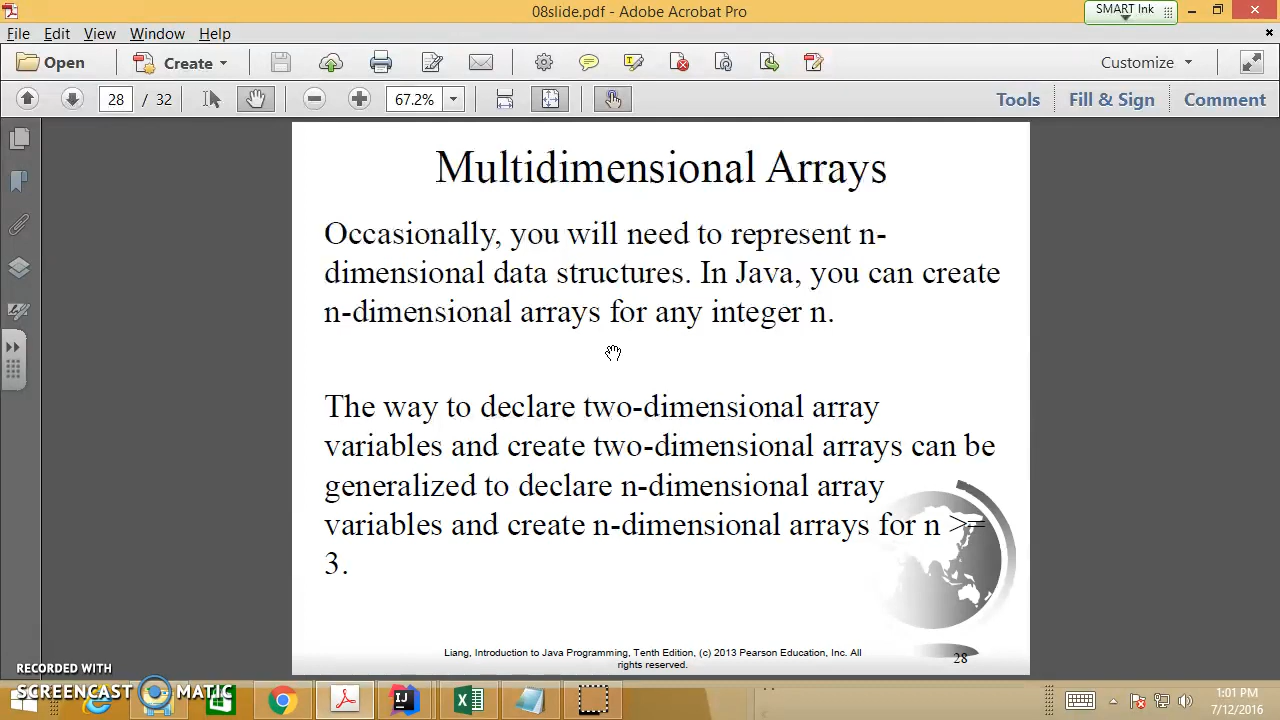 08slide.pdf - Adobe Acrobat Pro
SMART Ink
File Edit View Window Help
Open Create Customize
28 / 32 67.2% Tools Fill & Sign Comment
Multidimensional Arrays
Occasionally, you will need to represent n-
dimensional data structures. In Java, you can create
n-dimensional arrays for any integer n.
The way to declare two-dimensional array
variables and create two-dimensional arrays can be
generalized to declare n-dimensional array
variables and create n-dimensional arrays for n >=
3.
Liang, Introduction to Java Programming, Tenth Edition, (c) 2013 Pearson Education, Inc. All
rights reserved.
28
RECORDED WITH
SCREENCAST MATIC
1:01 PM
7/12/2016